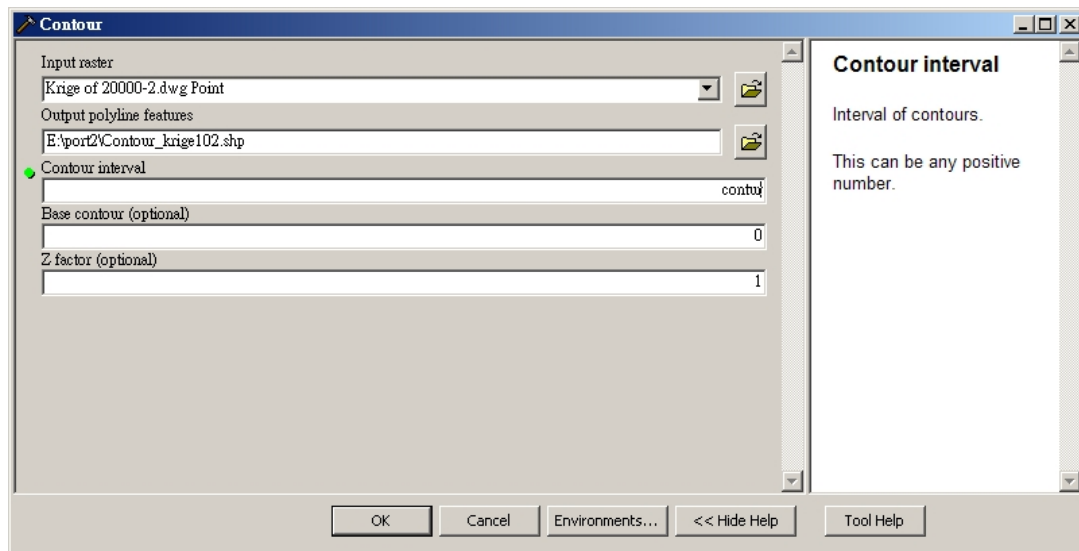 Contour
Input raster
Krige of 20000-2.dwg Point
Output polyline features
E:\port2\Contour_krige102.shp
Contour interval
contu
Base contour (optional)
0
Z factor (optional)
1
Contour interval
Interval of contours.
This can be any positive
number.
OK
Cancel
Environments...
<< Hide Help
Tool Help